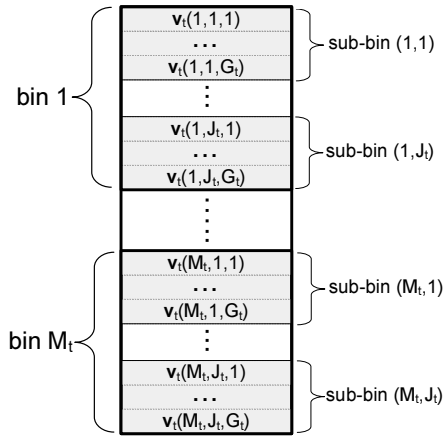 v_t(1,1,1)
...
v_t(1,1,G_t)
sub-bin (1,1)
bin 1
⋮
v_t(1,J_t,1)
...
v_t(1,J_t,G_t)
sub-bin (1,J_t)
⋮
v_t(M_t,1,1)
...
v_t(M_t,1,G_t)
sub-bin (M_t,1)
bin M_t
⋮
v_t(M_t,J_t,1)
...
v_t(M_t,J_t,G_t)
sub-bin (M_t,J_t)